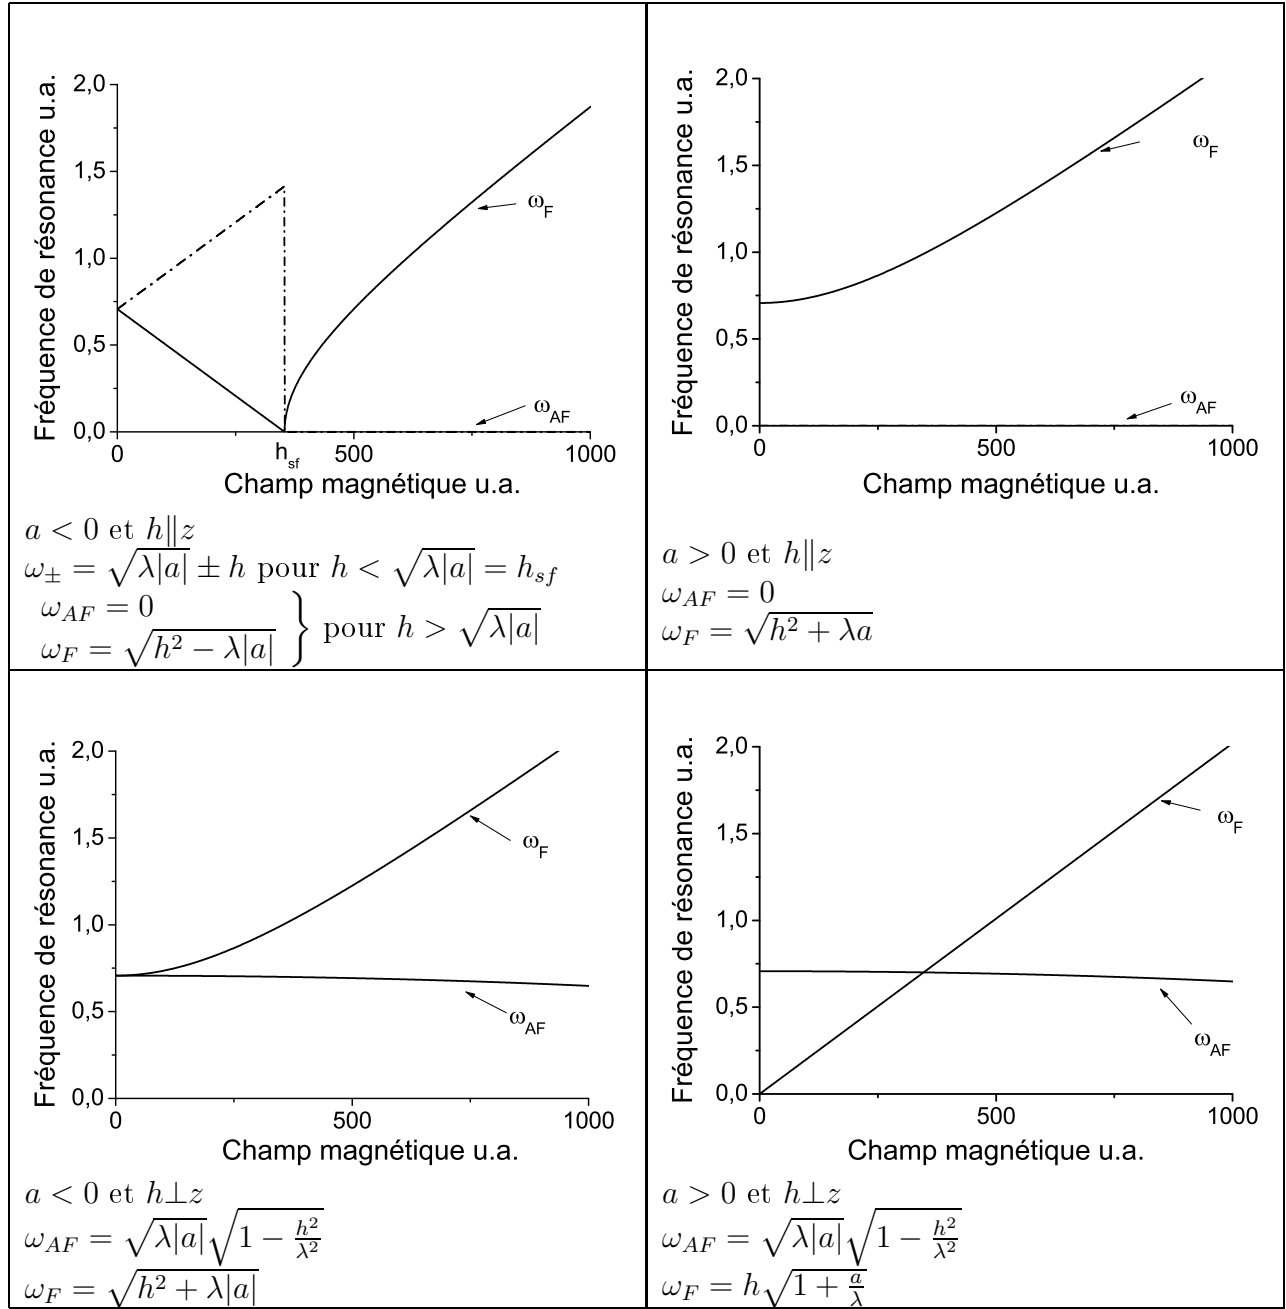 Fréquence de résonance u.a.
2,0
1,5
1,0
0,5
0,0
ω_F
ω_AF
0 h_sf 500 1000
Champ magnétique u.a.
a < 0 et h∥z
ω_± = √(λ|a|) ± h pour h < √(λ|a|) = h_sf
ω_AF = 0
ω_F = √(h² − λ|a|) } pour h > √(λ|a|)
Fréquence de résonance u.a.
2,0
1,5
1,0
0,5
0,0
ω_F
ω_AF
0 500 1000
Champ magnétique u.a.
a > 0 et h∥z
ω_AF = 0
ω_F = √(h² + λa)
Fréquence de résonance u.a.
2,0
1,5
1,0
0,5
0,0
ω_F
ω_AF
0 500 1000
Champ magnétique u.a.
a < 0 et h⊥z
ω_AF = √(λ|a|)√(1 − h²/λ²)
ω_F = √(h² + λ|a|)
Fréquence de résonance u.a.
2,0
1,5
1,0
0,5
0,0
ω_F
ω_AF
0 500 1000
Champ magnétique u.a.
a > 0 et h⊥z
ω_AF = √(λ|a|)√(1 − h²/λ²)
ω_F = h√(1 + a/λ)